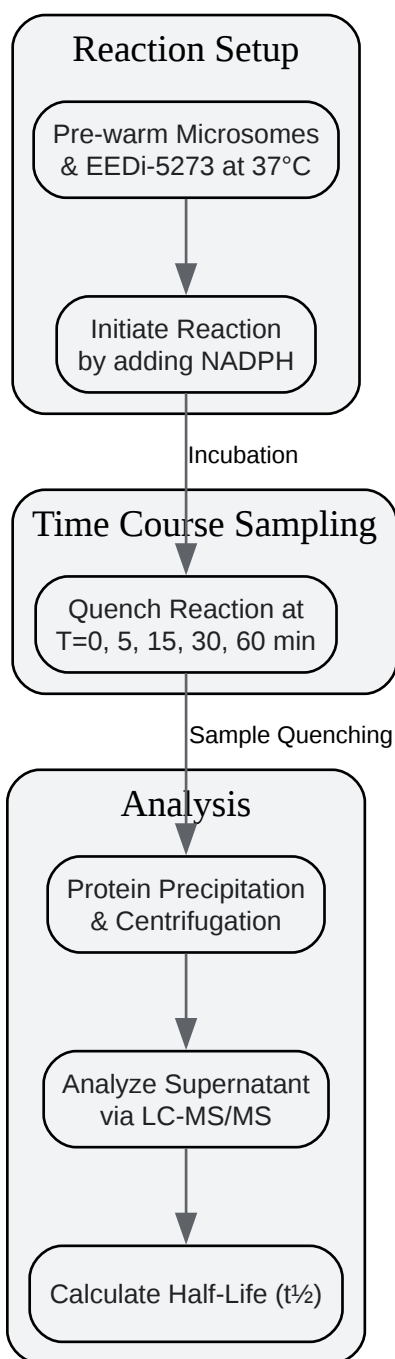 Reaction Setup
Pre-warm Microsomes
& EEDi-5273 at 37°C
Initiate Reaction
by adding NADPH
Incubation
Time Course Sampling
Quench Reaction at
T=0, 5, 15, 30, 60 min
Sample Quenching
Analysis
Protein Precipitation
& Centrifugation
Analyze Supernatant
via LC-MS/MS
Calculate Half-Life (t½)